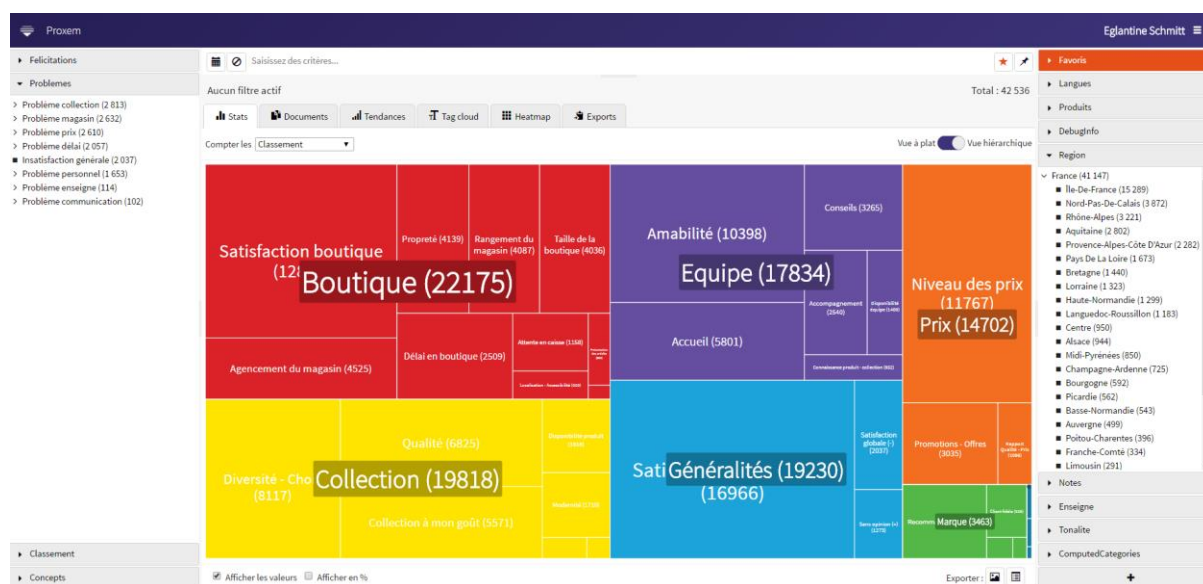 Proxem
Eglantine Schmitt
Felicitations
Problemes
Problème collection (2 813)
Problème magasin (2 632)
Problème prix (2 610)
Problème délai (2 057)
Insatisfaction générale (2 037)
Problème personnel (1 653)
Problème enseigne (114)
Problème communication (102)
Classement
Concepts
Saisissez des critères...
Aucun filtre actif
Total : 42 536
Stats
Documents
Tendances
Tag cloud
Heatmap
Exports
Compter les
Classement
Vue à plat
Vue hiérarchique
Satisfaction boutique
Boutique (22175)
Propreté (4139)
Rangement du
magasin (4087)
Taille de la
boutique (4036)
Agencement du magasin (4525)
Délai en boutique (2509)
Attente en caisse (1158)
Amabilité (10398)
Equipe (17834)
Conseils (3265)
Accompagnement
(2640)
Disponibilité
Accueil (5801)
Niveau des prix
(11767)
Prix (14702)
Promotions - Offres
(3035)
Qualité (6825)
Collection (19818)
(8117)
Collection à mon goût (5571)
Généralités (19230)
(16966)
Satisfaction
globale (-)
(2037)
Marque (3463)
Afficher les valeurs
Afficher en %
Exporter :
Favoris
Langues
Produits
DebugInfo
Region
France (41 147)
Île-De-France (15 289)
Nord-Pas-De-Calais (3 872)
Rhône-Alpes (3 221)
Aquitaine (2 802)
Provence-Alpes-Côte D'Azur (2 282)
Pays De La Loire (1 673)
Bretagne (1 440)
Lorraine (1 323)
Haute-Normandie (1 299)
Languedoc-Roussillon (1 183)
Centre (950)
Alsace (944)
Midi-Pyrénées (850)
Champagne-Ardenne (725)
Bourgogne (592)
Picardie (562)
Basse-Normandie (543)
Auvergne (499)
Poitou-Charentes (396)
Franche-Comté (334)
Limousin (291)
Notes
Enseigne
Tonalite
ComputedCategories